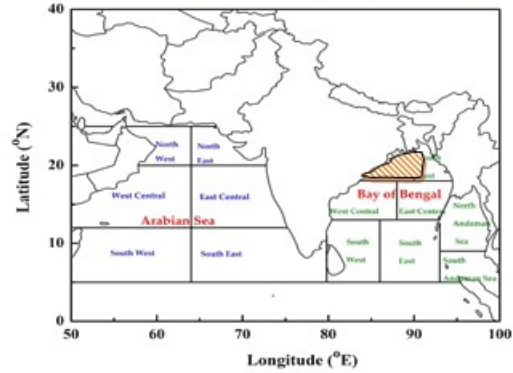 40
30
20
10
0
50
60
70
80
90
100
Latitude (°N)
Longitude (°E)
North
West
North
East
West Central
East Central
Arabian Sea
South West
South East
Bay of Bengal
West Central
East Central
South
West
South
East
North
Andaman
Sea
South
Andaman Sea